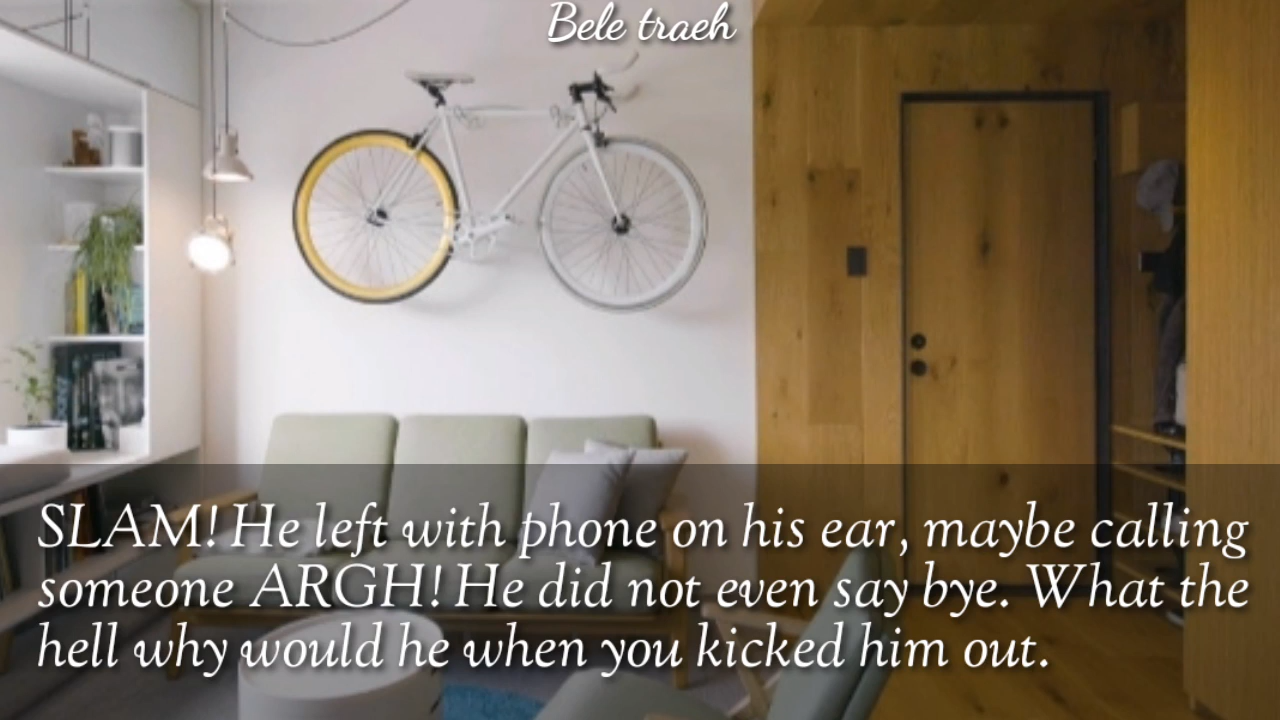 Bele traeh
SLAM! He left with phone on his ear, maybe calling
someone ARGH! He did not even say bye. What the
hell why would he when you kicked him out.